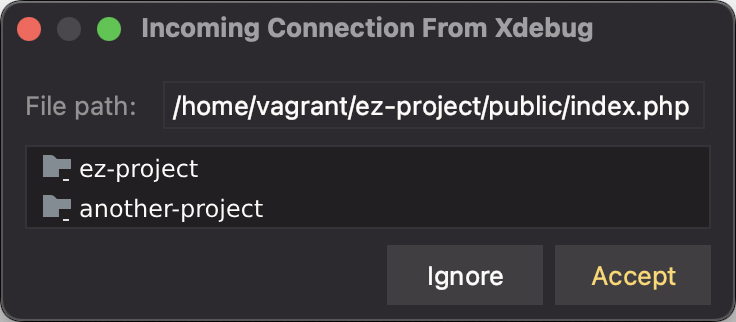 Incoming Connection From Xdebug
File path: /home/vagrant/ez-project/public/index.php
ez-project
another-project
Ignore Accept